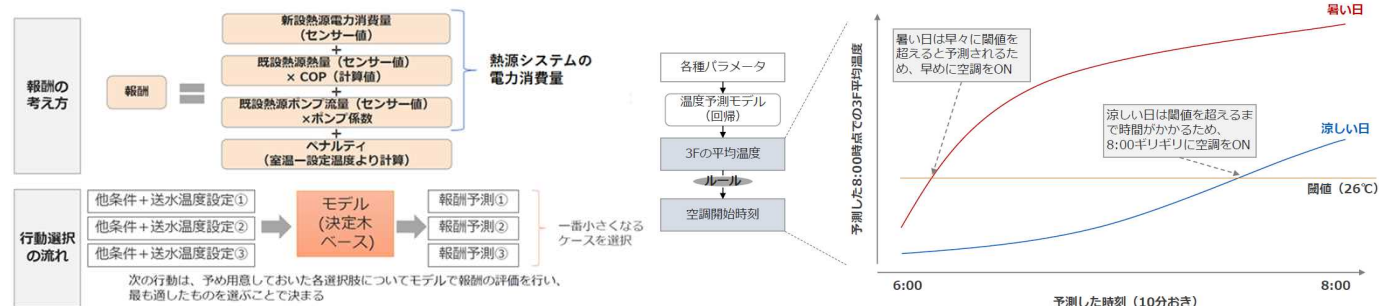 報酬の
考え方
報酬
新設熱源電力消費量
(センサー値)
+
既設熱源熱量(センサー値)
× COP(計算値)
+
既設熱源ポンプ流量(センサー値)
×ポンプ係数
+
ペナルティ
(室温ー設定温度より計算)
熱源システムの
電力消費量
行動選択
の流れ
他条件+送水温度設定①
他条件+送水温度設定②
他条件+送水温度設定③
モデル
(決定木
ベース)
報酬予測①
報酬予測②
報酬予測③
一番小さくなる
ケースを選択
次の行動は、予め用意しておいた各選択肢についてモデルで報酬の評価を行い、
最も適したものを選ぶことで決まる
各種パラメータ
温度予測モデル
(回帰)
3Fの平均温度
ルール
空調開始時刻
予測した8:00時点での3F平均温度
暑い日は早々に閾値を
超えると予測されるた
め、早めに空調をON
暑い日
涼しい日は閾値を超えるま
で時間がかかるため、
8:00ギリギリに空調をON
涼しい日
閾値(26℃)
6:00
8:00
予測した時刻(10分おき)